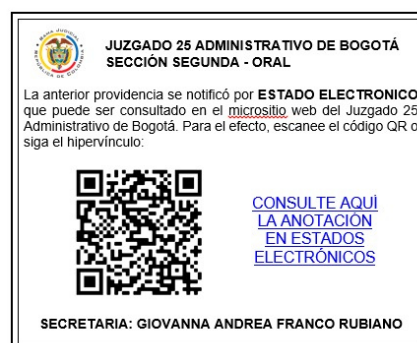 JUZGADO 25 ADMINISTRATIVO DE BOGOTÁ
SECCIÓN SEGUNDA - ORAL
La anterior providencia se notificó por ESTADO ELECTRONICO
que puede ser consultado en el micrositio web del Juzgado 25
Administrativo de Bogotá. Para el efecto, escanee el código QR o
siga el hipervínculo:
CONSULTE AQUÌ
LA ANOTACIÓN
EN ESTADOS
ELECTRÓNICOS
SECRETARIA: GIOVANNA ANDREA FRANCO RUBIANO